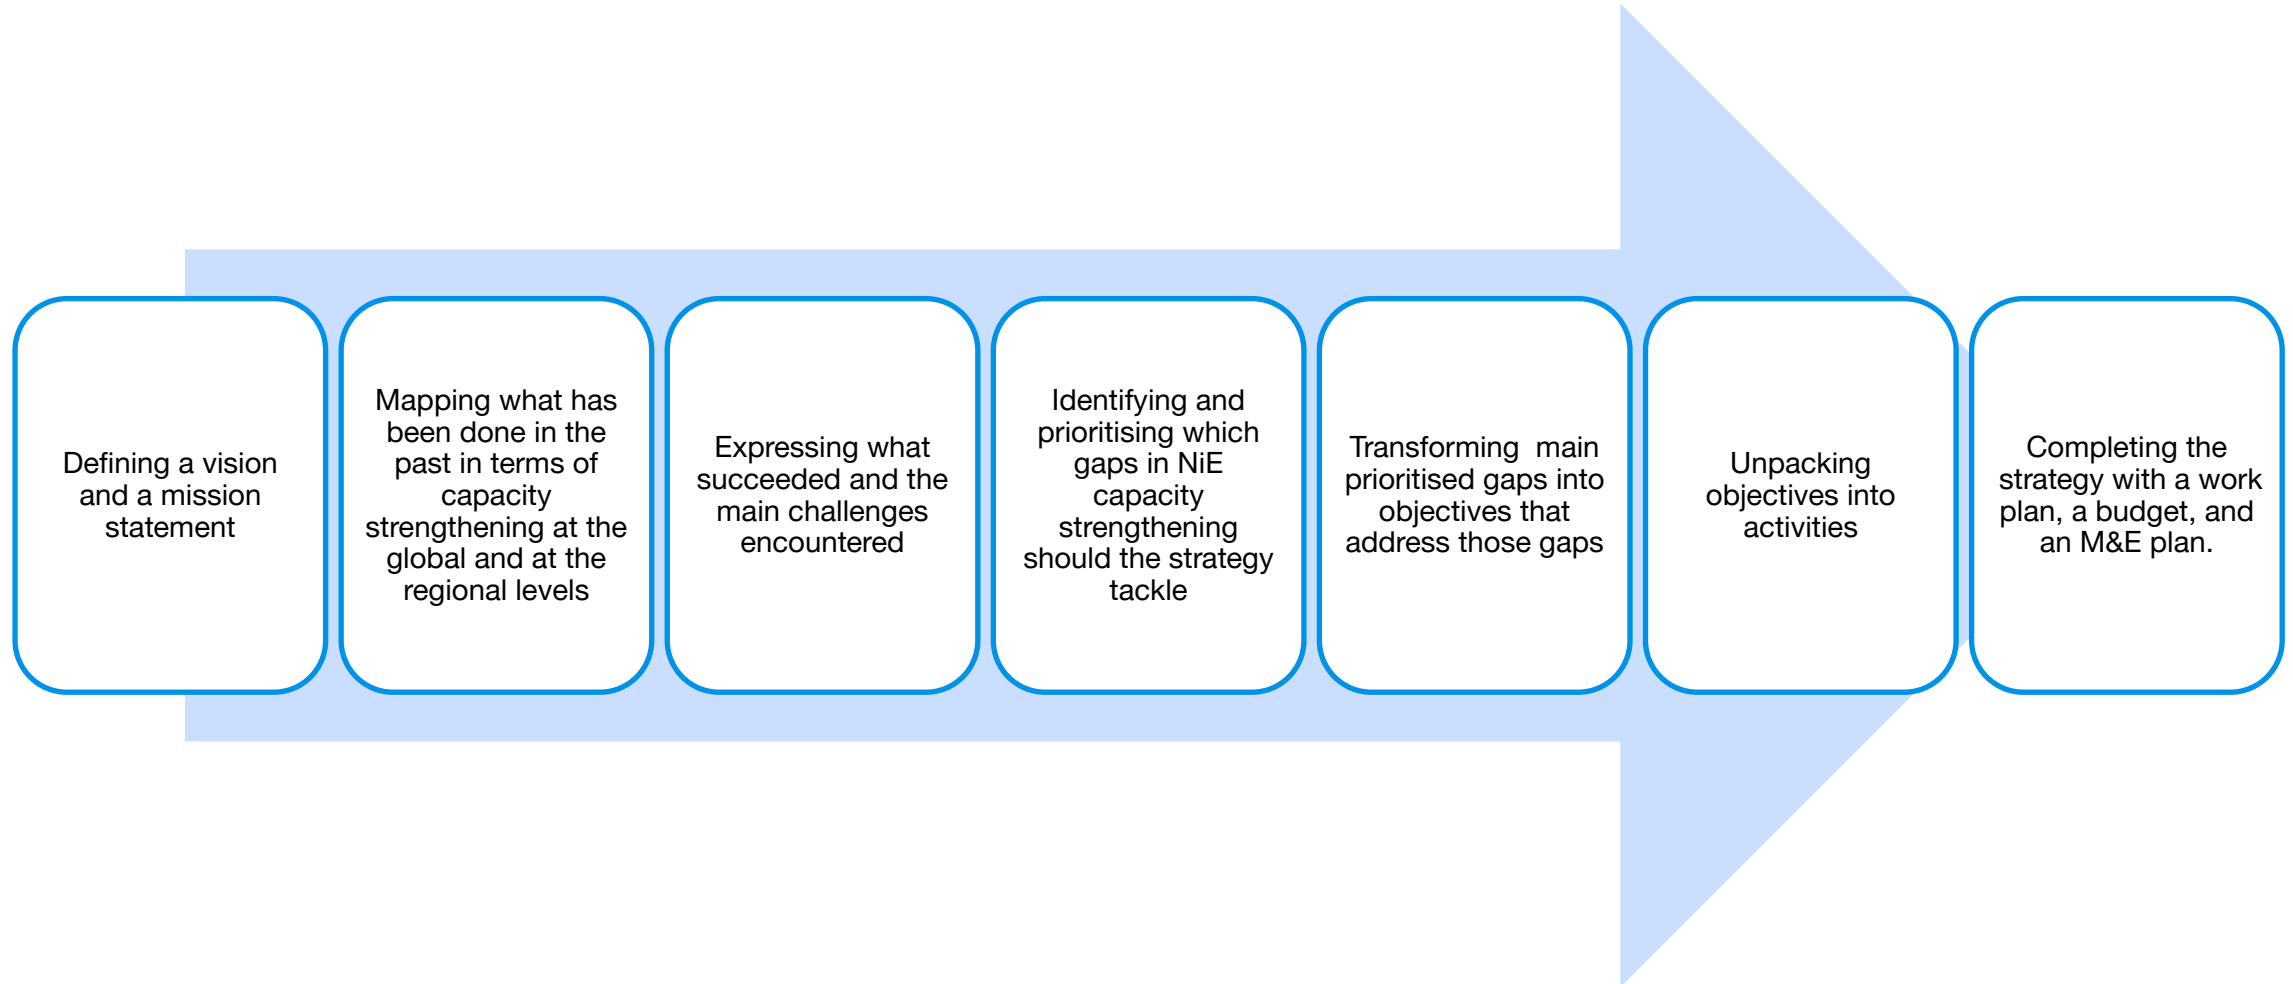 Defining a vision
and a mission
statement
Mapping what has
been done in the
past in terms of
capacity
strengthening at the
global and at the
regional levels
Expressing what
succeeded and the
main challenges
encountered
Identifying and
prioritising which
gaps in NiE
capacity
strengthening
should the strategy
tackle
Transforming  main
prioritised gaps into
objectives that
address those gaps
Unpacking
objectives into
activities
Completing the
strategy with a work
plan, a budget, and
an M&E plan.